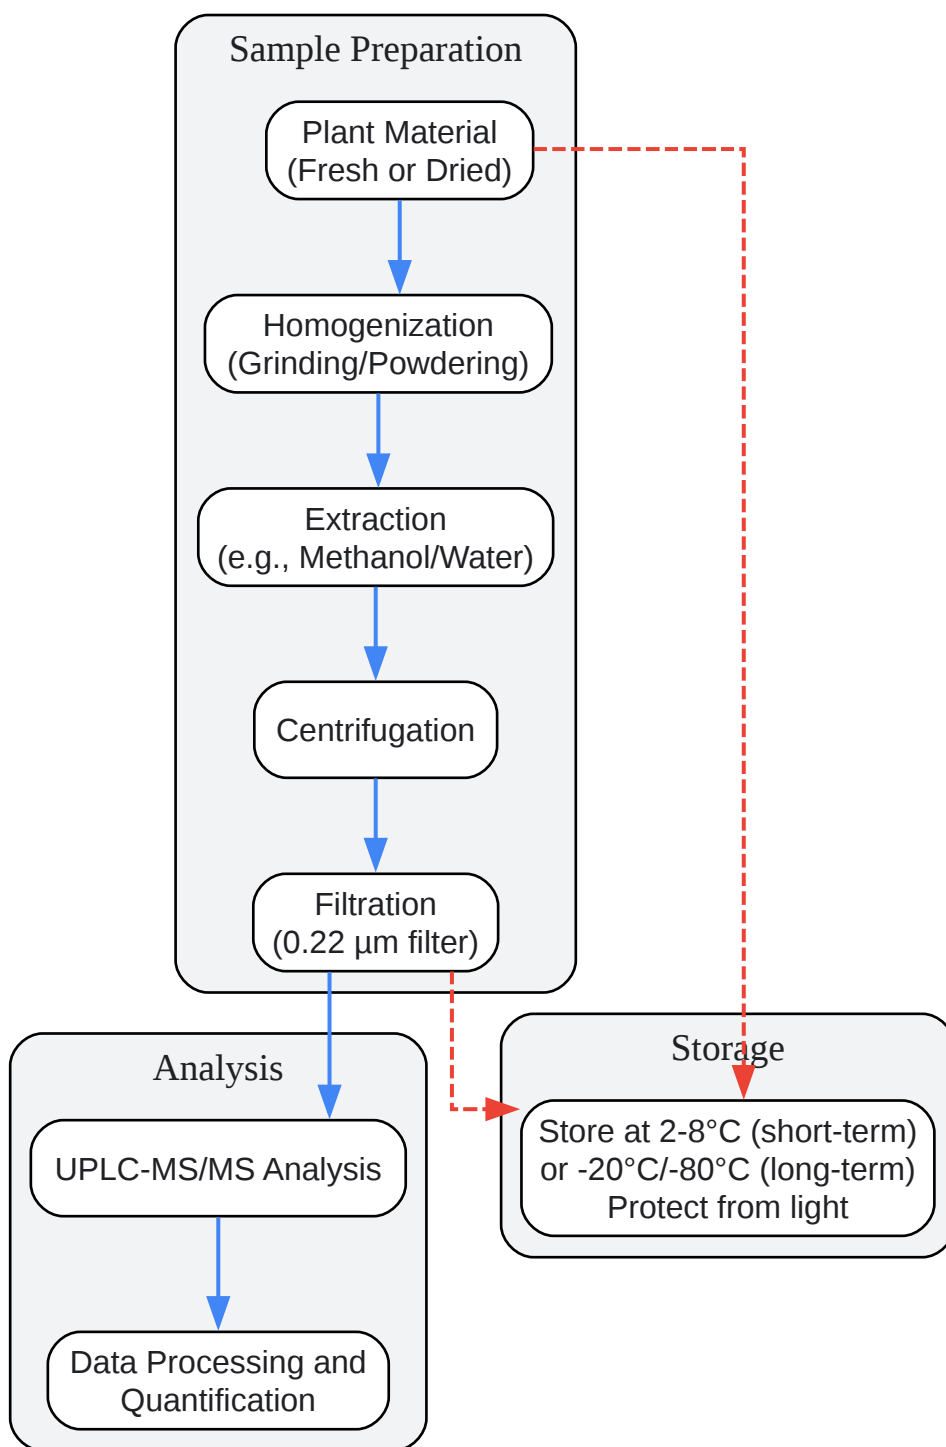 Sample Preparation
Plant Material
(Fresh or Dried)
Homogenization
(Grinding/Powdering)
Extraction
(e.g., Methanol/Water)
Centrifugation
Filtration
(0.22 µm filter)
Analysis
UPLC-MS/MS Analysis
Data Processing and
Quantification
Storage
Store at 2-8°C (short-term)
or -20°C/-80°C (long-term)
Protect from light